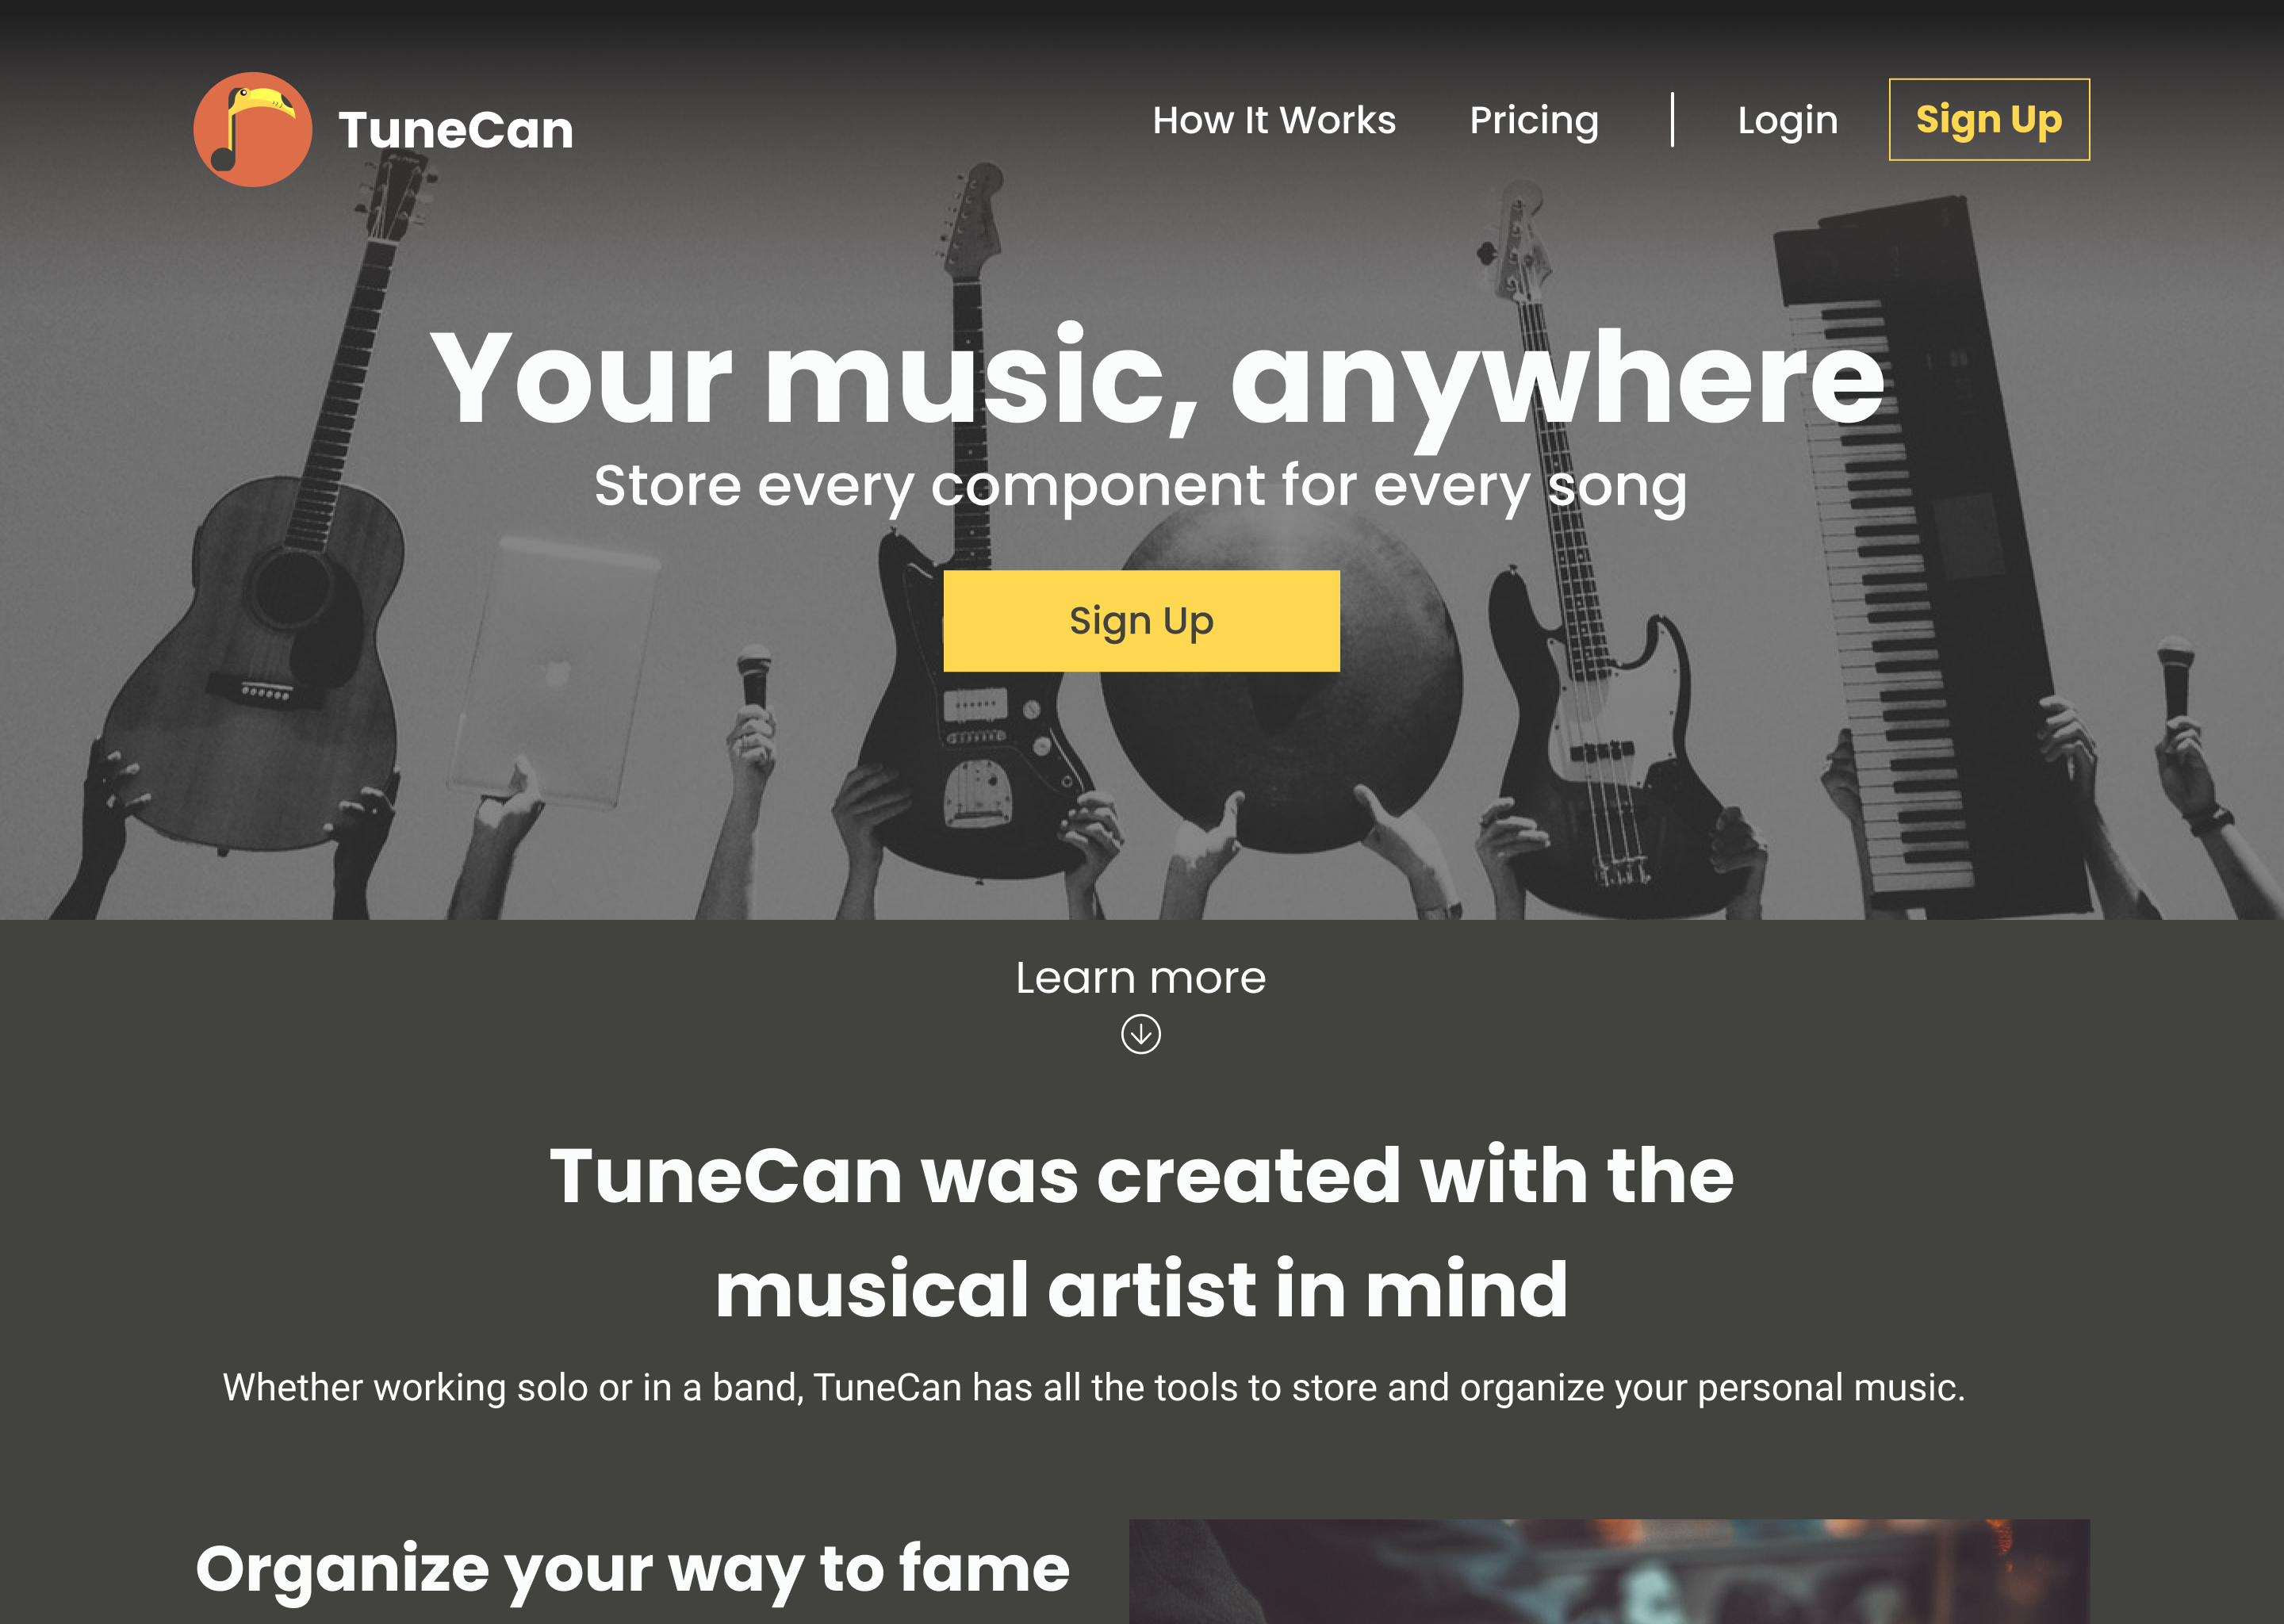 TuneCan
How It Works
Pricing
Login
Sign Up
Your music, anywhere
Store every component for every song
Sign Up
Learn more
TuneCan was created with the
musical artist in mind
Whether working solo or in a band, TuneCan has all the tools to store and organize your personal music.
Organize your way to fame